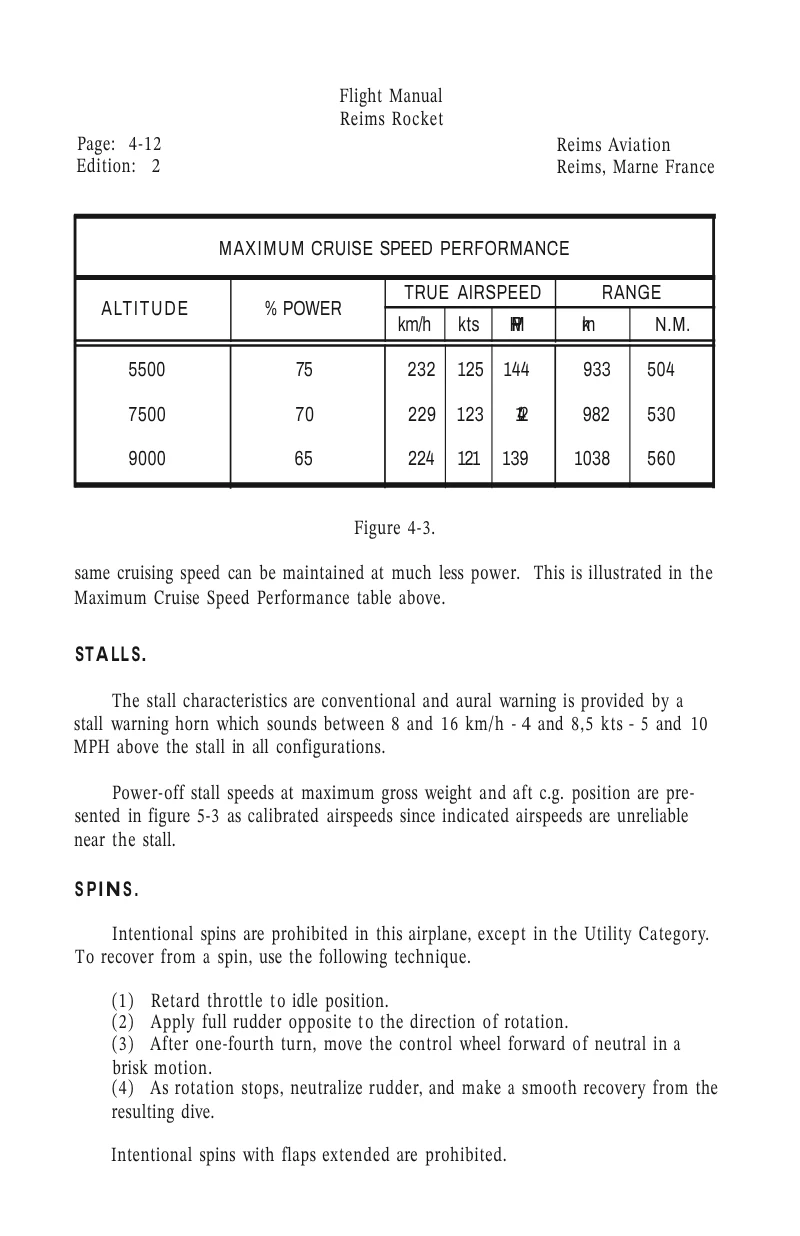 Flight Manual
Reims Rocket
Page: 4-12
Edition: 2
Reims Aviation
Reims, Marne France
MAXIMUM CRUISE SPEED PERFORMANCE
ALTITUDE % POWER TRUE AIRSPEED RANGE
km/h kts MPH km N.M.
5500 75 232 125 144 933 504
7500 70 229 123 142 982 530
9000 65 224 121 139 1038 560
Figure 4-3.
same cruising speed can be maintained at much less power. This is illustrated in the
Maximum Cruise Speed Performance table above.
STALLS.
The stall characteristics are conventional and aural warning is provided by a
stall warning horn which sounds between 8 and 16 km/h - 4 and 8,5 kts - 5 and 10
MPH above the stall in all configurations.
Power-off stall speeds at maximum gross weight and aft c.g. position are pre-
sented in figure 5-3 as calibrated airspeeds since indicated airspeeds are unreliable
near the stall.
SPINS.
Intentional spins are prohibited in this airplane, except in the Utility Category.
To recover from a spin, use the following technique.
(1) Retard throttle to idle position.
(2) Apply full rudder opposite to the direction of rotation.
(3) After one-fourth turn, move the control wheel forward of neutral in a
brisk motion.
(4) As rotation stops, neutralize rudder, and make a smooth recovery from the
resulting dive.
Intentional spins with flaps extended are prohibited.